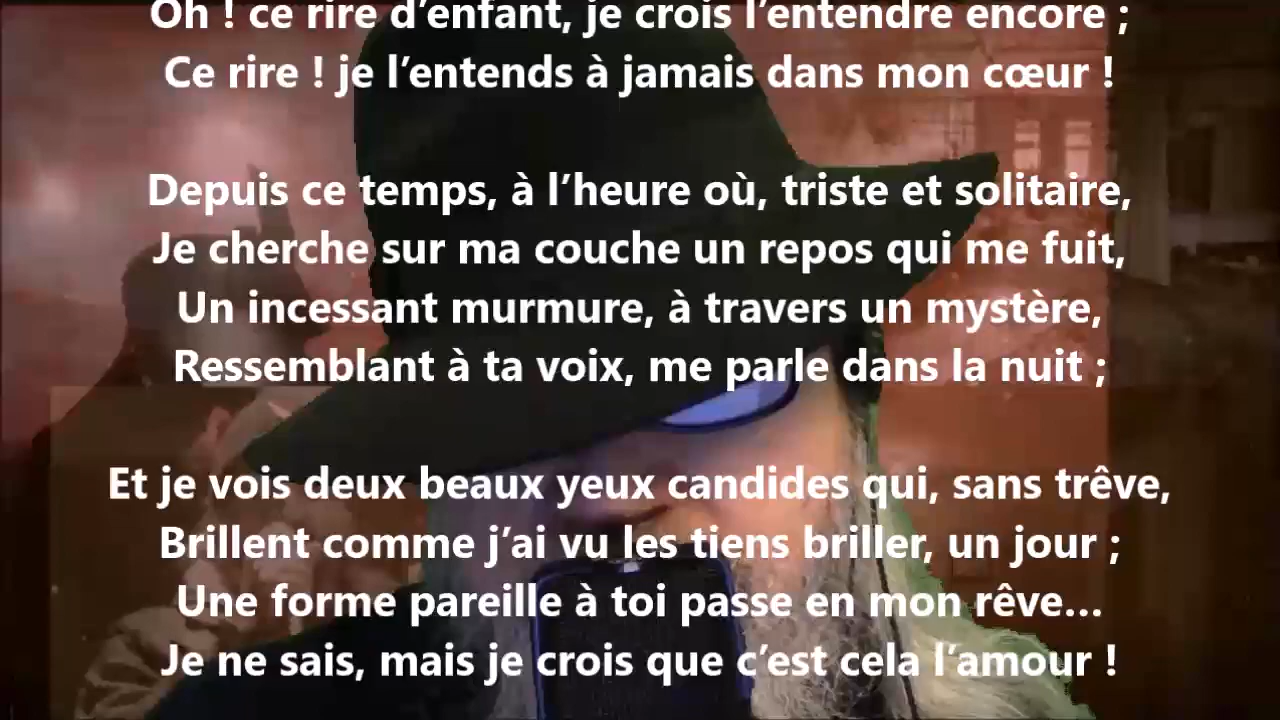 Oh ! ce rire d’enfant, je crois l’entendre encore ;
Ce rire ! je l’entends à jamais dans mon cœur !
Depuis ce temps, à l’heure où, triste et solitaire,
Je cherche sur ma couche un repos qui me fuit,
Un incessant murmure, à travers un mystère,
Ressemblant à ta voix, me parle dans la nuit ;
Et je vois deux beaux yeux candides qui, sans trêve,
Brillent comme j’ai vu les tiens briller, un jour ;
Une forme pareille à toi passe en mon rêve…
Je ne sais, mais je crois que c’est cela l’amour !